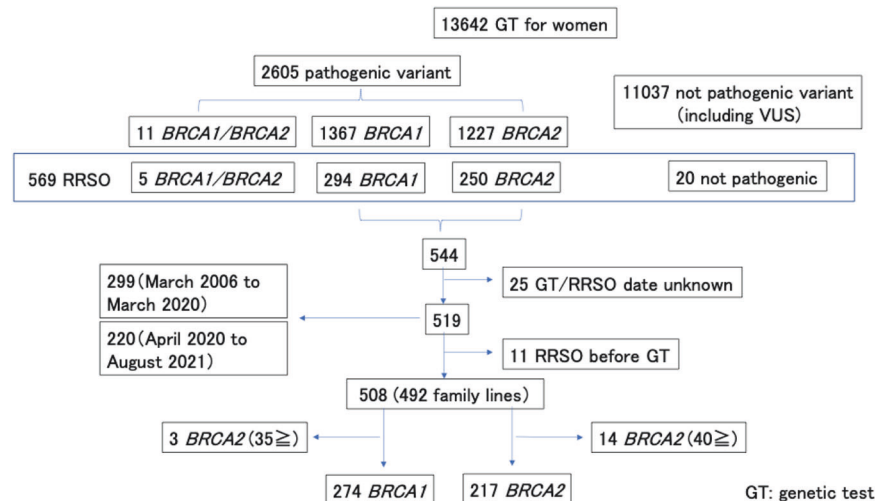 13642 GT for women
2605 pathogenic variant
11037 not pathogenic variant
(including VUS)
11 BRCA1/BRCA2
1367 BRCA1
1227 BRCA2
569 RRSO
5 BRCA1/BRCA2
294 BRCA1
250 BRCA2
20 not pathogenic
544
25 GT/RRSO date unknown
299(March 2006 to
March 2020)
519
220(April 2020 to
August 2021)
11 RRSO before GT
508 (492 family lines)
3 BRCA2(35≧)
14 BRCA2(40≧)
274 BRCA1
217 BRCA2
GT: genetic test